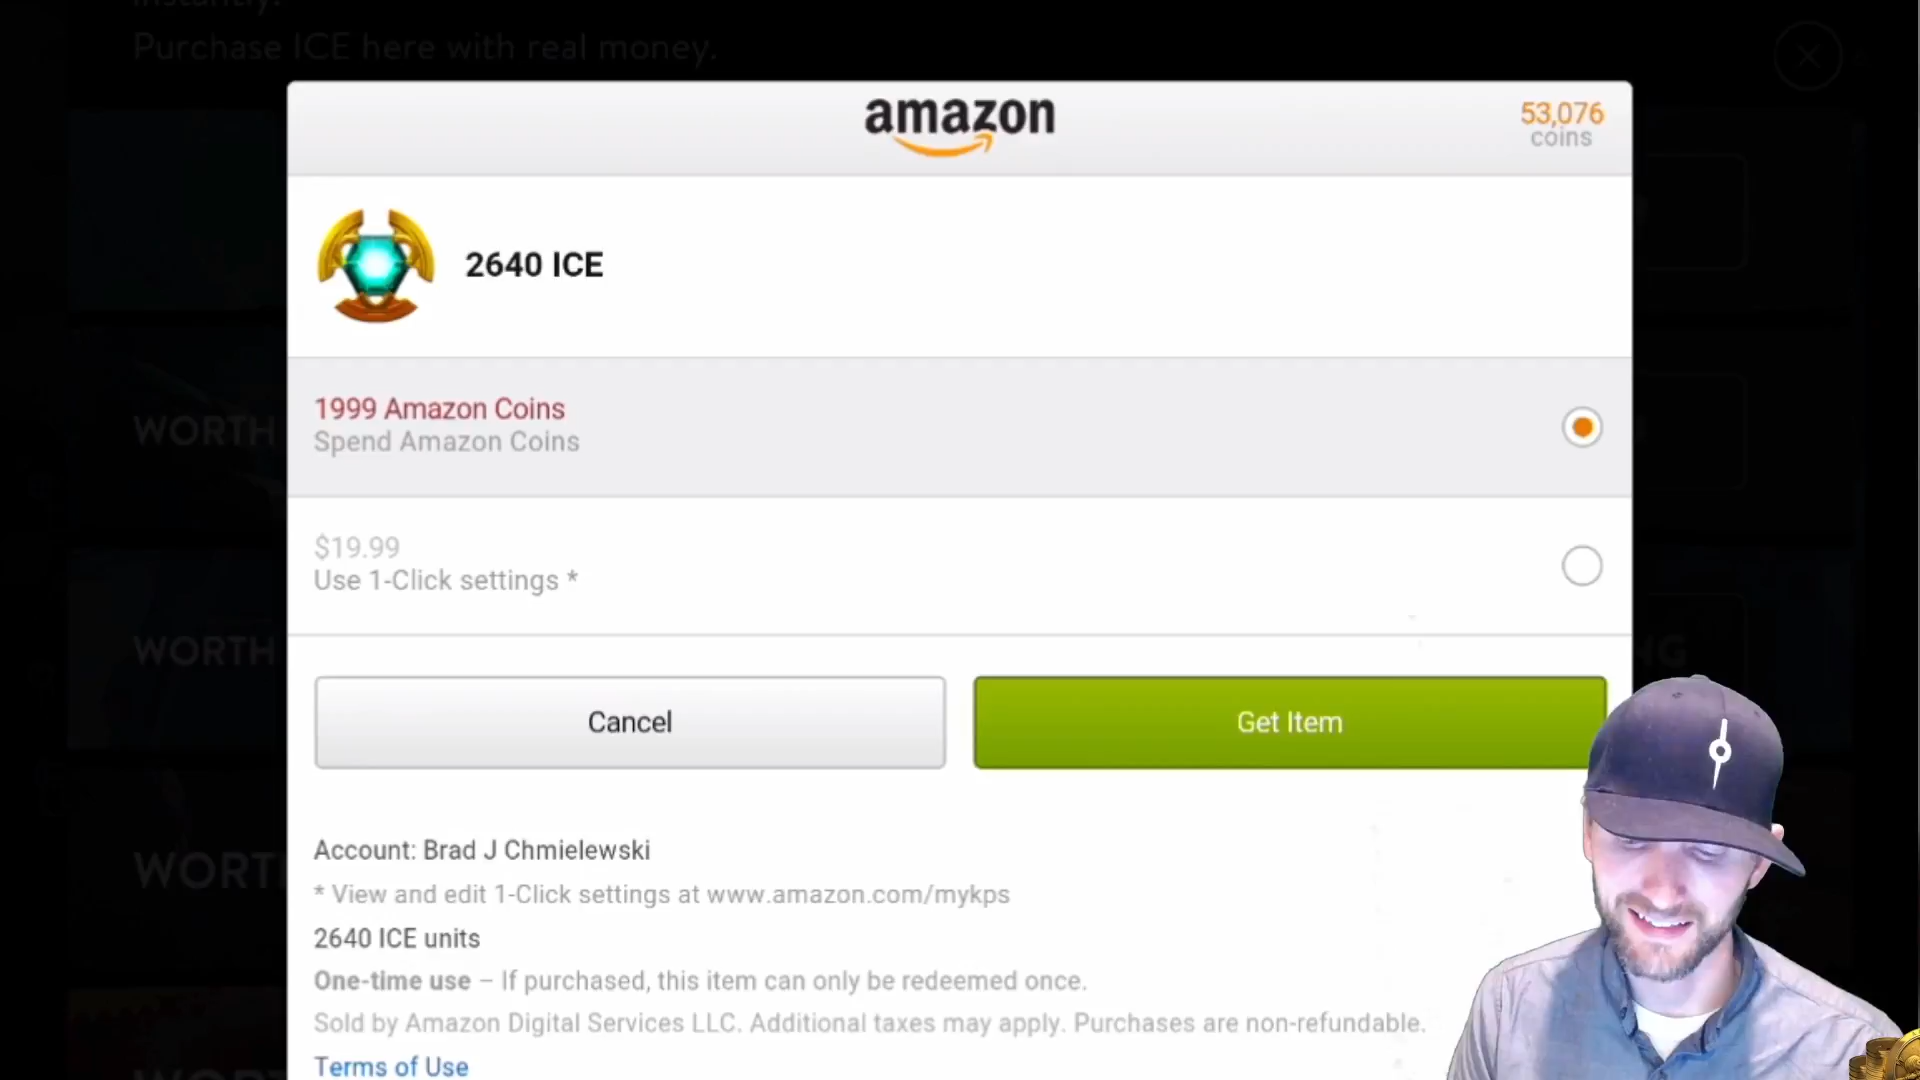 Purchase ICE here with real money.
amazon
53,076
coins
2640 ICE
1999 Amazon Coins
Spend Amazon Coins
WORTH
$19.99
Use 1-Click settings *
WORTH
Cancel
Get Item
Account: Brad J Chmielewski
* View and edit 1-Click settings at www.amazon.com/mykps
2640 ICE units
One-time use – If purchased, this item can only be redeemed once.
Sold by Amazon Digital Services LLC. Additional taxes may apply. Purchases are non-refundable.
Terms of Use